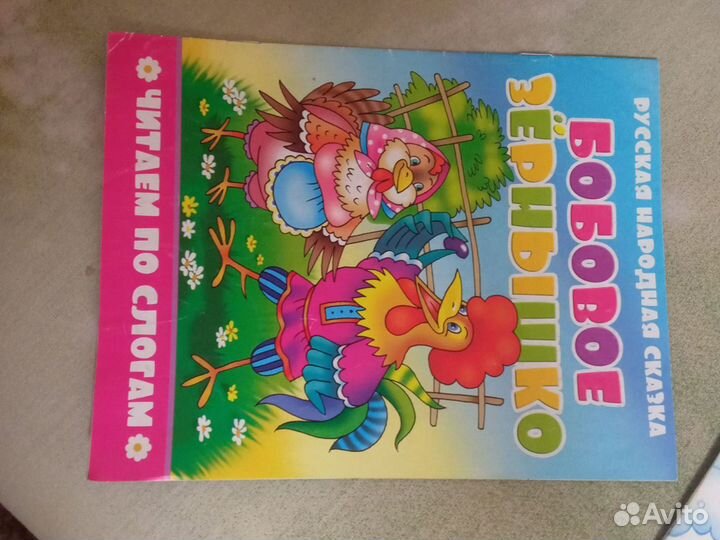 РУССКАЯ НАРОДНАЯ СКАЗКА
БОБОВОЕ
ЗЁРНЫШКО
ЧИТАЕМ ПО СЛОГАМ
Avito